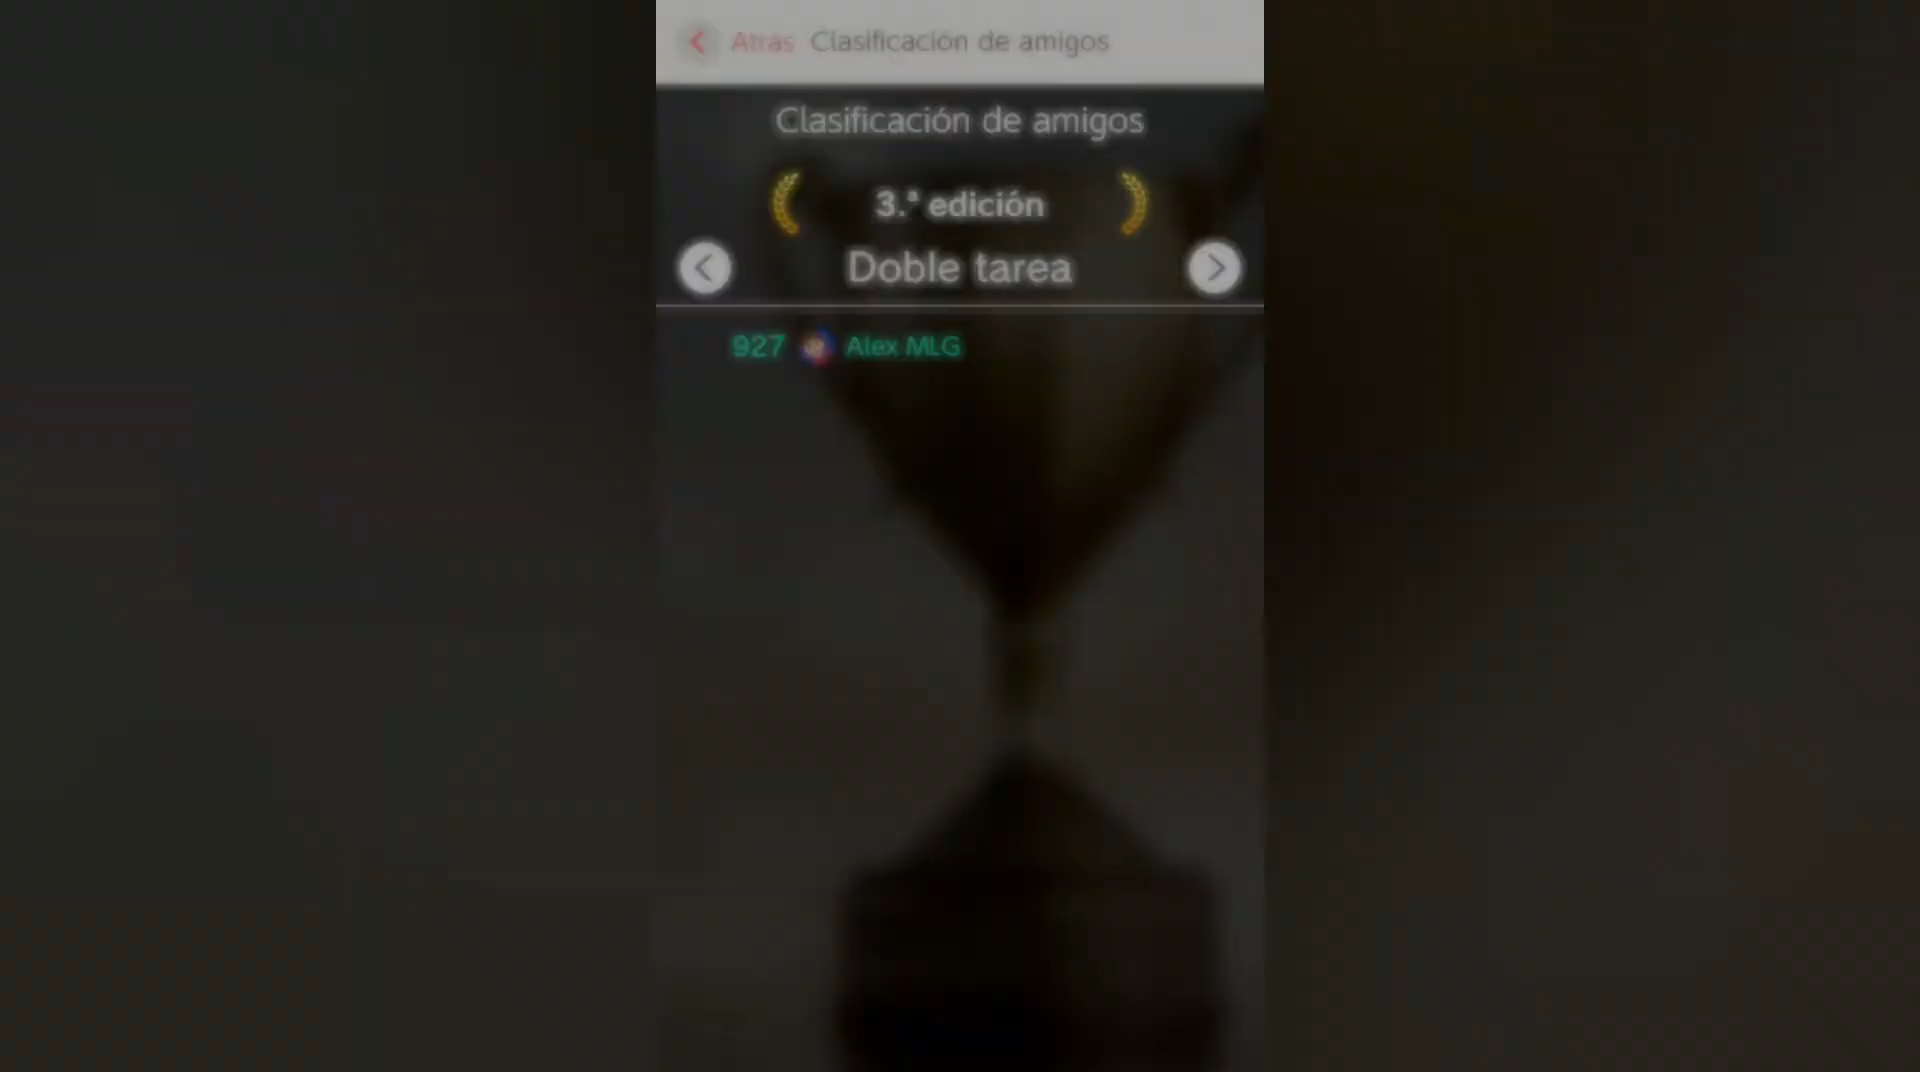 Atrás Clasificación de amigos
Clasificación de amigos
3.ª edición
Doble tarea
927 Alex MLG